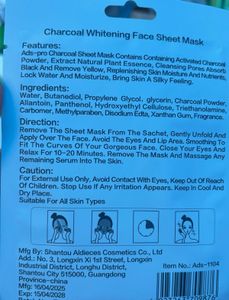 Charcoal Whitening Face Sheet Mask
Features:
Ads-pro Charcoal Sheet Mask Contains Containing Activated Charcoal
Powder, Extract Natural Plant Essence, Cleansing Pores Absorb
Black And Remove Yellow, Replenishing Skin Moisture And Nutrients,
Lock Water And Moisturize, Bring Skin A Silky Feeling.
Ingredients:
Water, Butanediol, Propylene Glycol, glycerin, Charcoal Powder,
Allantoin, Panthenol, Hydroxyethyl Cellulose, Triethanolamine,
Carbomer, Methylparaben, Disodium Edta, Xanthan Gum, Fragrance.
Direction:
Remove The Sheet Mask From The Sachet, Gently Unfold And
Apply Over The Face. Avoid The Eyes And Lip Area. Smoothing To
Fit The Curves Of Your Gorgeous Face. Close Your Eyes And
Relax For 10-20 Minutes. Remove The Mask And Massage Any
Remaining Serum Into The Skin.
Caution:
For External Use Only, Avoid Contact With Eyes, Keep Out Of Reach
Of Children. Stop Use If Any Irritation Appears. Keep In Cool And
Dry Place.
Suitable For All Skin Types
Mfg by:
Shantou Aldieces Cosmetics Co., Ltd
Add: No. 3, Longxin XI 1st Street, Longxin
Industrial District, Longhu District,
Shantou 515000, Guangdong
Province-china
Mfg: 16/04/2025
Exp: 15/04/2028
Made in P.R.C
Item No.: Ads-1104